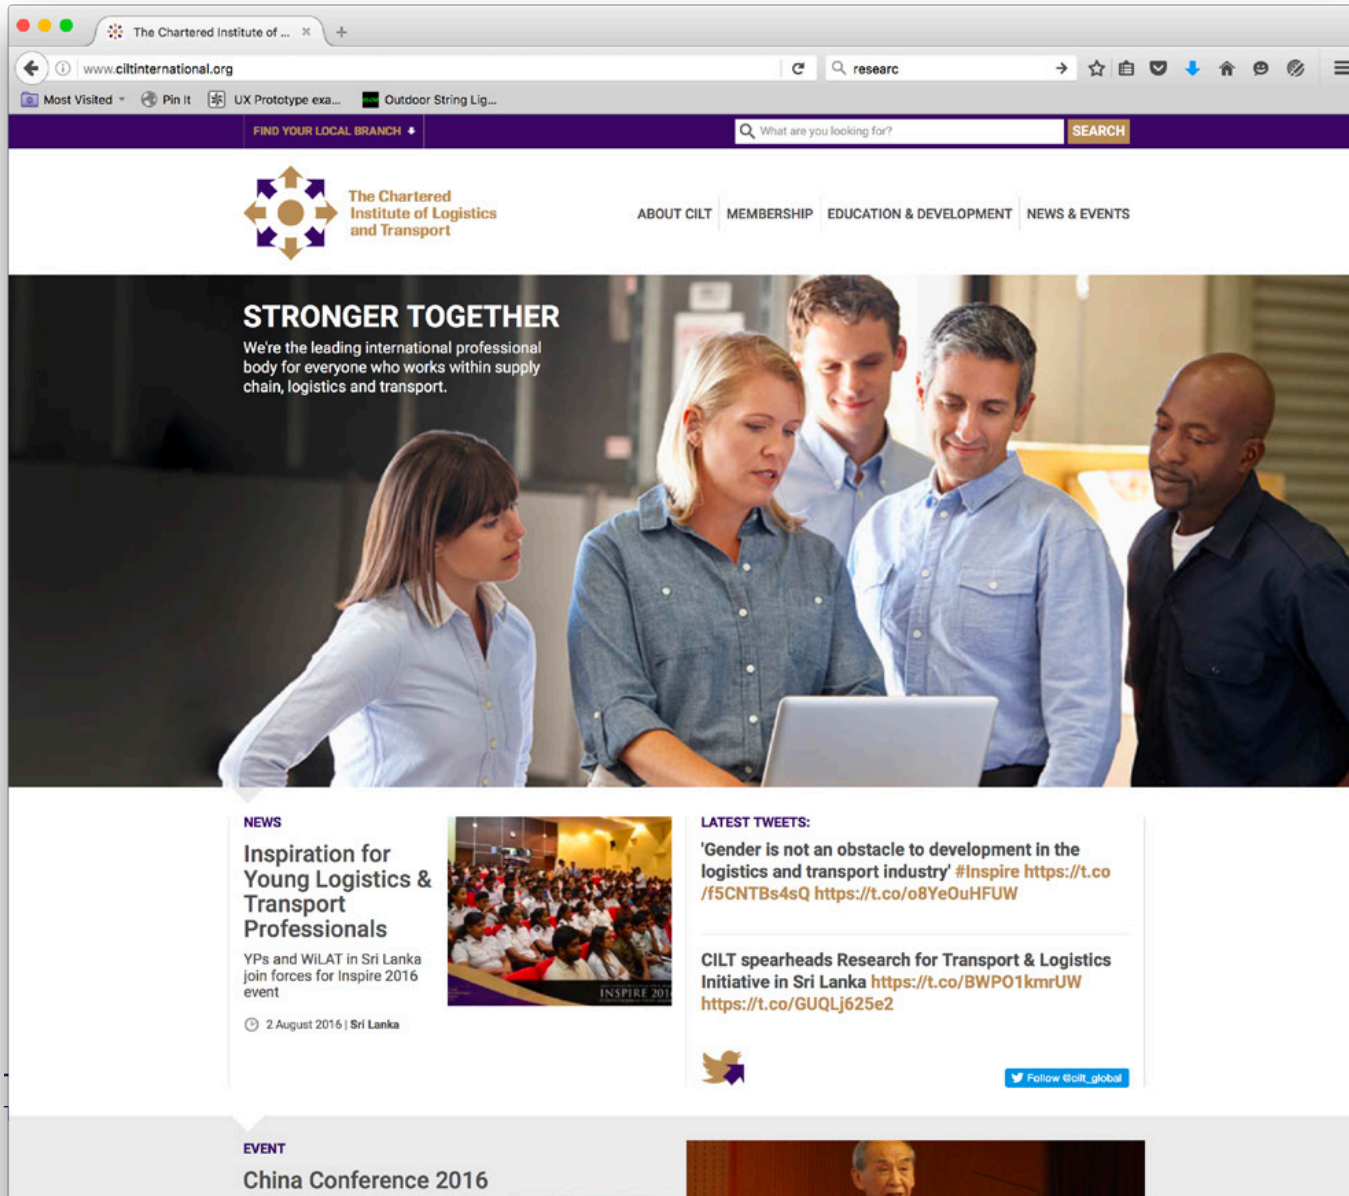 The Chartered Institute of ...
www.ciltinternational.org
researc
Most Visited
Pin It
UX Prototype exa...
Outdoor String Lig...
FIND YOUR LOCAL BRANCH
What are you looking for?
SEARCH
The Chartered
Institute of Logistics
and Transport
ABOUT CILT
MEMBERSHIP
EDUCATION & DEVELOPMENT
NEWS & EVENTS
STRONGER TOGETHER
We're the leading international professional
body for everyone who works within supply
chain, logistics and transport.
NEWS
Inspiration for
Young Logistics &
Transport
Professionals
YPs and WiLAT in Sri Lanka
join forces for Inspire 2016
event
2 August 2016 | Sri Lanka
INSPIRE 2016
LATEST TWEETS:
'Gender is not an obstacle to development in the
logistics and transport industry' #Inspire https://t.co
/f5CNTBs4sQ https://t.co/o8YeOuHFUW
CILT spearheads Research for Transport & Logistics
Initiative in Sri Lanka https://t.co/BWPO1kmrUW
https://t.co/GUQLj625e2
Follow @cilt_global
EVENT
China Conference 2016